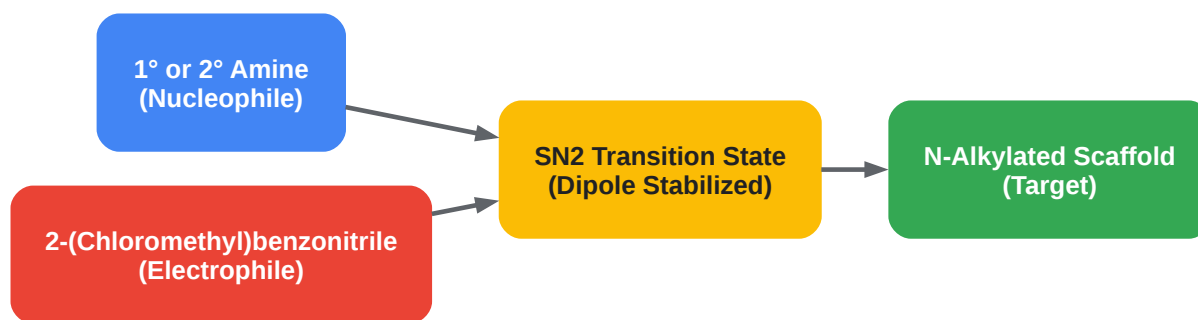 1° or 2° Amine
(Nucleophile)
2-(Chloromethyl)benzonitrile
(Electrophile)
SN2 Transition State
(Dipole Stabilized)
N-Alkylated Scaffold
(Target)